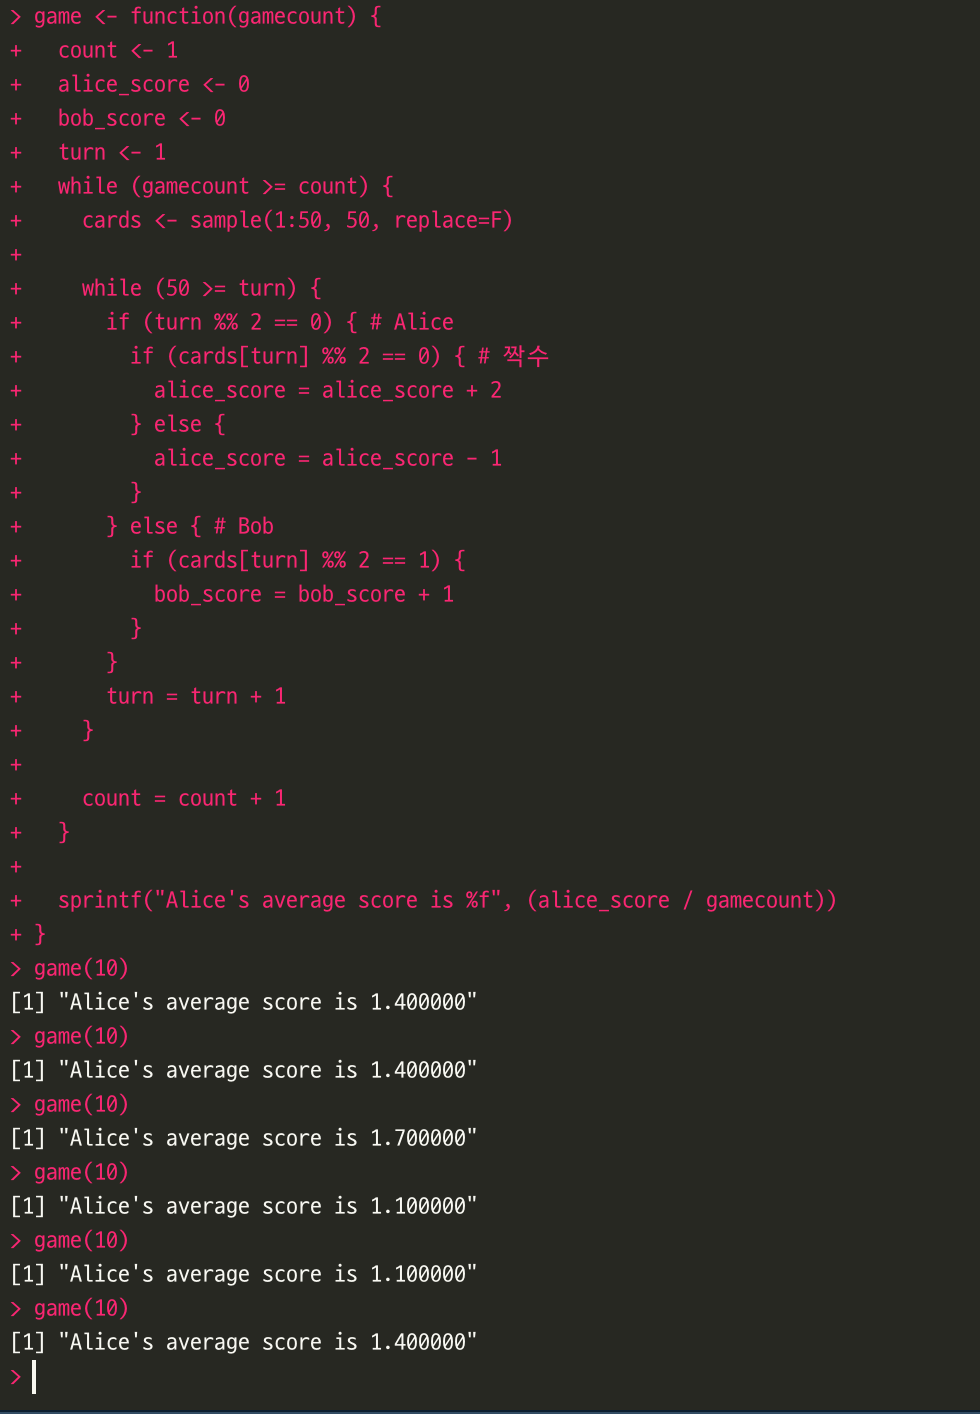 > game <- function(gamecount) {
+   count <- 1
+   alice_score <- 0
+   bob_score <- 0
+   turn <- 1
+   while (gamecount >= count) {
+     cards <- sample(1:50, 50, replace=F)
+
+     while (50 >= turn) {
+       if (turn %% 2 == 0) { # Alice
+         if (cards[turn] %% 2 == 0) { # 짝수
+           alice_score = alice_score + 2
+         } else {
+           alice_score = alice_score - 1
+         }
+       } else { # Bob
+         if (cards[turn] %% 2 == 1) {
+           bob_score = bob_score + 1
+         }
+       }
+       turn = turn + 1
+     }
+
+     count = count + 1
+   }
+
+   sprintf("Alice's average score is %f", (alice_score / gamecount))
+ }
> game(10)
[1] "Alice's average score is 1.400000"
> game(10)
[1] "Alice's average score is 1.400000"
> game(10)
[1] "Alice's average score is 1.700000"
> game(10)
[1] "Alice's average score is 1.100000"
> game(10)
[1] "Alice's average score is 1.100000"
> game(10)
[1] "Alice's average score is 1.400000"
>